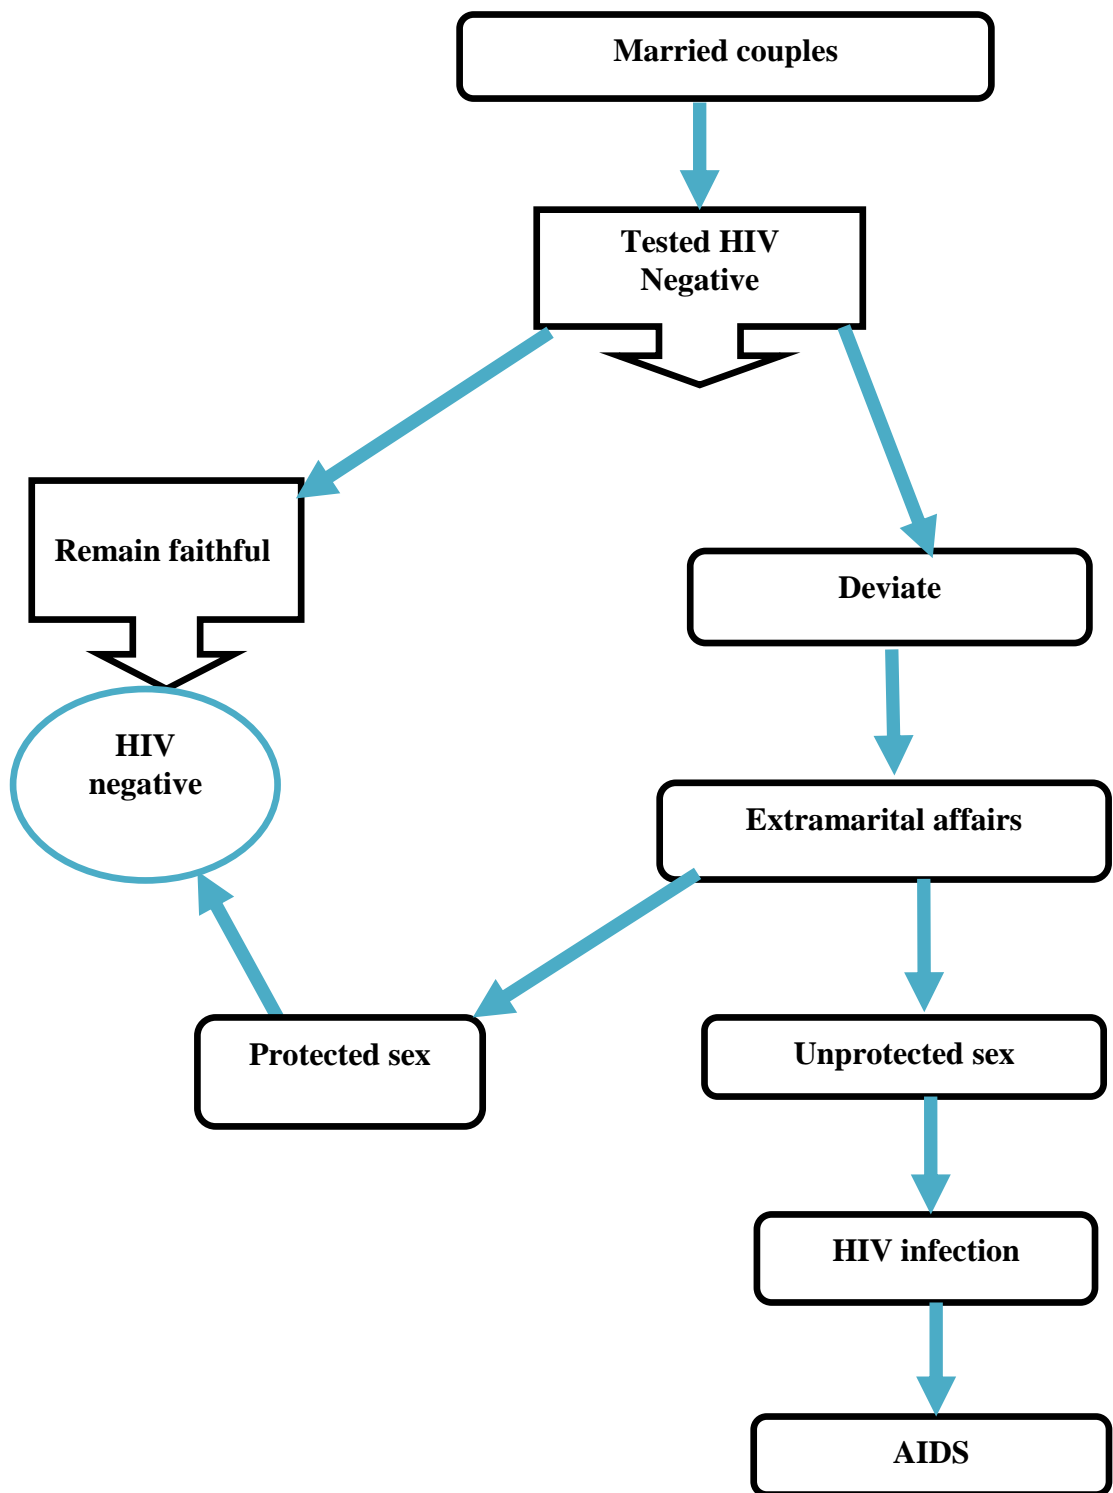 Married couples
Tested HIV
Negative
Remain faithful
Deviate
HIV
negative
Extramarital affairs
Protected sex
Unprotected sex
HIV infection
AIDS